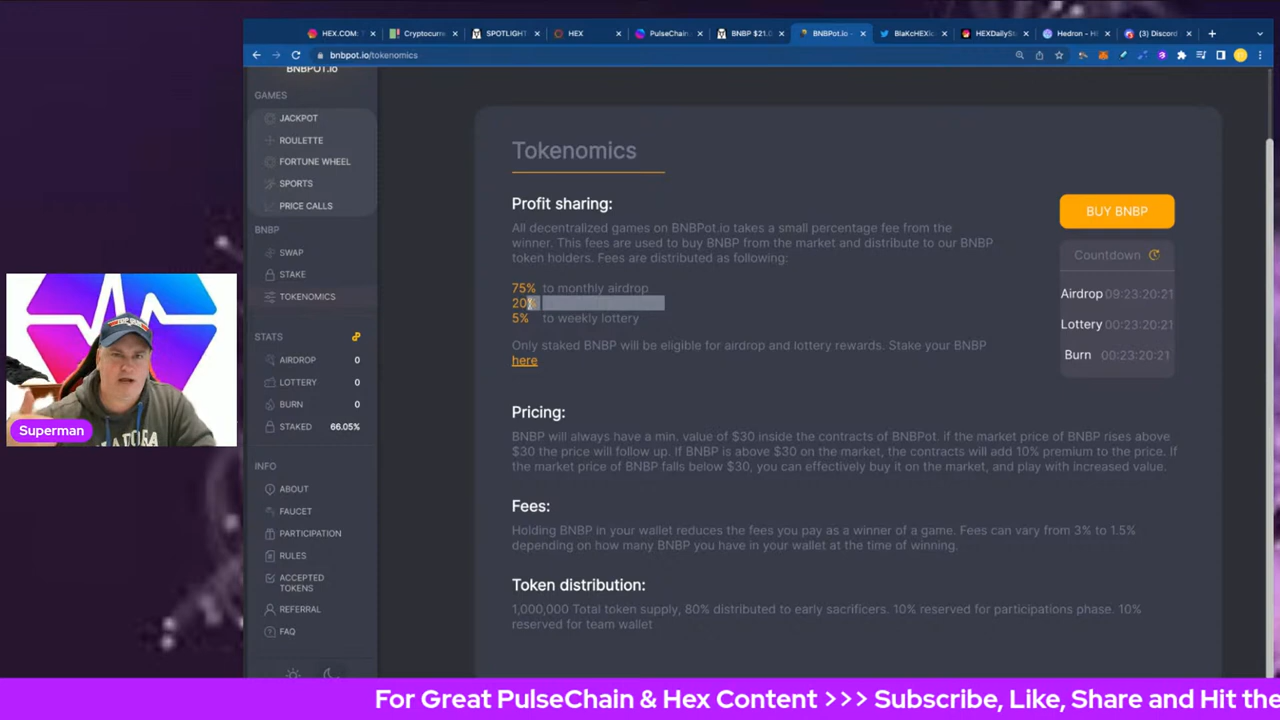 HEX.COM:
Cryptocurr
SPOTLIGHT
HEX
PulseChain
BNBP $21.0
BNBPot.io -
BlaKcHEXic
HEXDailySt
Hedron - H
(3) Discord
bnbpot.io/tokenomics
BNBPOT.io
GAMES
JACKPOT
ROULETTE
FORTUNE WHEEL
SPORTS
PRICE CALLS
BNBP
SWAP
STAKE
TOKENOMICS
STATS
AIRDROP 0
LOTTERY 0
BURN 0
STAKED 66.05%
INFO
ABOUT
FAUCET
PARTICIPATION
RULES
ACCEPTED
TOKENS
REFERRAL
FAQ
Tokenomics
Profit sharing:
All decentralized games on BNBPot.io takes a small percentage fee from the
winner. This fees are used to buy BNBP from the market and distribute to our BNBP
token holders. Fees are distributed as following:
75% to monthly airdrop
20%
5% to weekly lottery
Only staked BNBP will be eligible for airdrop and lottery rewards. Stake your BNBP
here
Pricing:
BNBP will always have a min. value of $30 inside the contracts of BNBPot. if the market price of BNBP rises above
$30 the price will follow up. If BNBP is above $30 on the market, the contracts will add 10% premium to the price. If
the market price of BNBP falls below $30, you can effectively buy it on the market, and play with increased value.
Fees:
Holding BNBP in your wallet reduces the fees you pay as a winner of a game. Fees can vary from 3% to 1.5%
depending on how many BNBP you have in your wallet at the time of winning.
Token distribution:
1,000,000 Total token supply, 80% distributed to early sacrificers. 10% reserved for participations phase. 10%
reserved for team wallet
BUY BNBP
Countdown
Airdrop 09:23:20:21
Lottery 00:23:20:21
Burn 00:23:20:21
TOP GUN
Superman
For Great PulseChain & Hex Content >>> Subscribe, Like, Share and Hit the